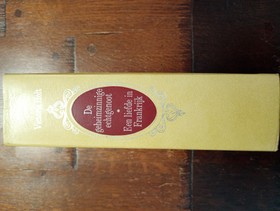 De
geheimzinnige
echtgenoot
•
Een liefde in
Frankrijk